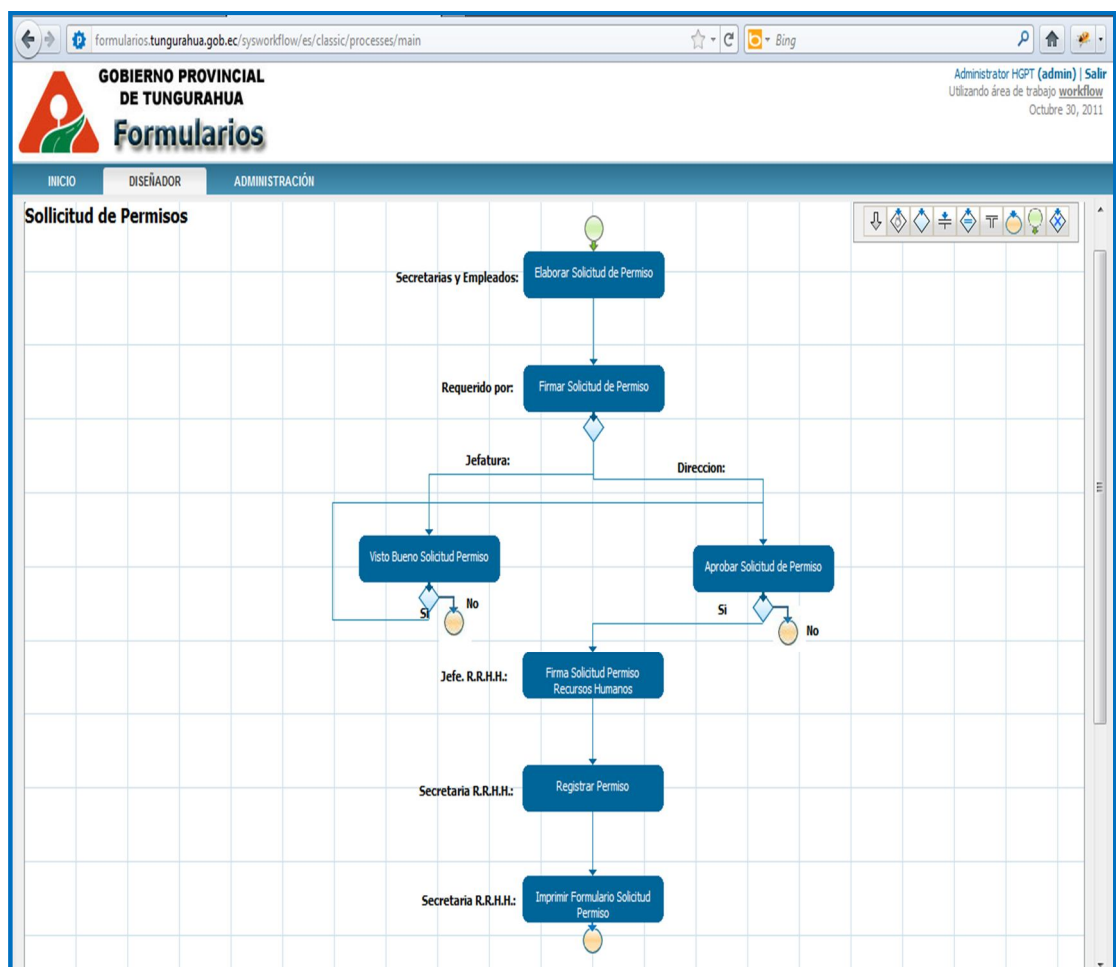 formularios.tungurahua.gob.ec/sysworkflow/es/classic/processes/main
Bing
GOBIERNO PROVINCIAL
DE TUNGURAHUA
Formularios
Administrator HGPT (admin) | Salir
Utilizando área de trabajo workflow
Octubre 30, 2011
INICIO
DISEÑADOR
ADMINISTRACIÓN
Sollicitud de Permisos
Secretarias y Empleados:
Elaborar Solicitud de Permiso
Requerido por:
Firmar Solicitud de Permiso
Jefatura:
Direccion:
Visto Bueno Solicitud Permiso
Aprobar Solicitud de Permiso
Si
No
Si
No
Jefe. R.R.H.H.:
Firma Solicitud Permiso
Recursos Humanos
Secretaria R.R.H.H.:
Registrar Permiso
Secretaria R.R.H.H.:
Imprimir Formulario Solicitud
Permiso